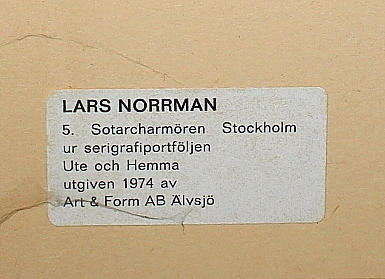 LARS NORRMAN
5. Sotarcharmören Stockholm
ur serigrafiportföljen
Ute och Hemma
utgiven 1974 av
Art & Form AB Älvsjö